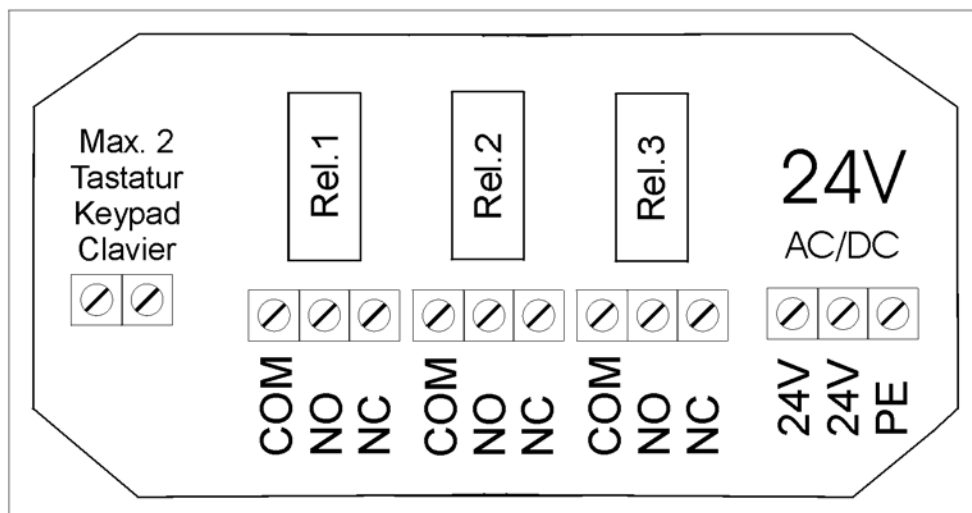 Max. 2
Tastatur
Keypad
Clavier
Rel.1
Rel.2
Rel.3
24V
AC/DC
COM
NO
NC
COM
NO
NC
COM
NO
NC
24V
24V
PE